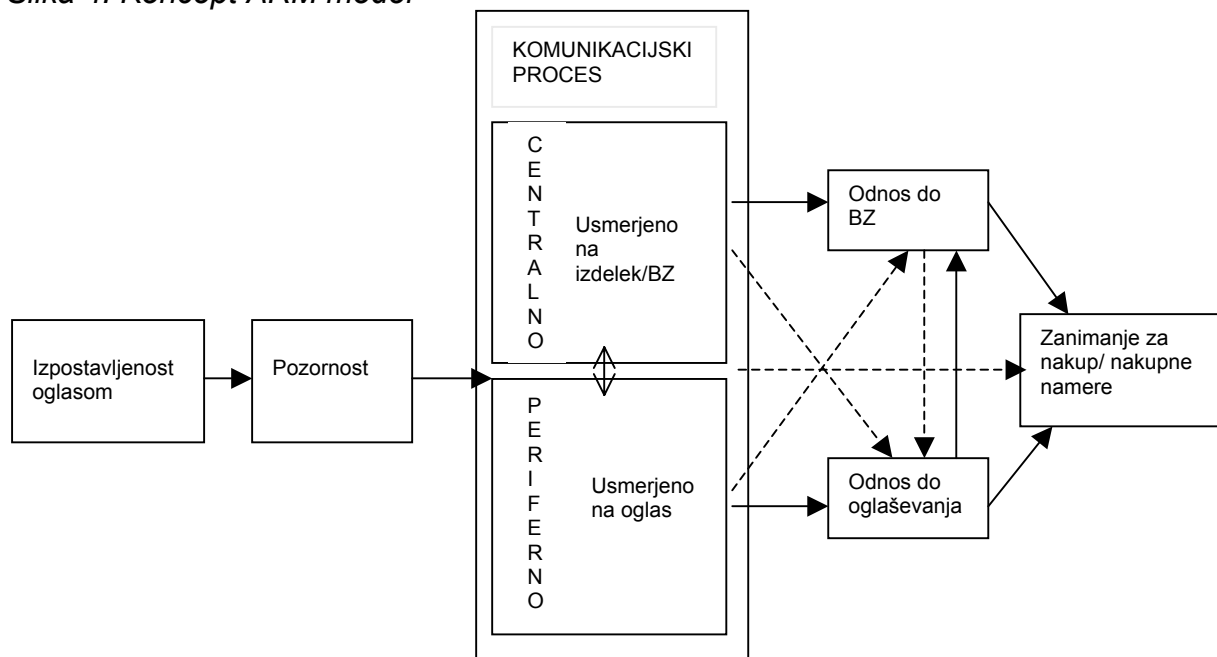 Slika Koncept ARM model
KOMUNIKACIJSKI
PROCES
C
E
N
T
R
A
L
N
O
Usmerjeno
na
izdelek/BZ
Odnos do
BZ
Izpostavljenost
oglasom
Pozornost
Zanimanje za
nakup/ nakupne
namere
P
E
R
I
F
E
R
N
O
Usmerjeno
na oglas
Odnos do
oglaševanja